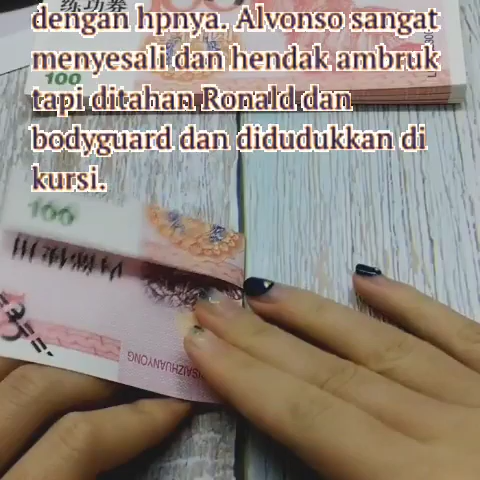 练功券
dengan hpnya. Alvonso sangat
menyesali dan hendak ambruk
100
tapi ditahan Ronald dan
bodyguard dan didudukkan di
kursi.
100